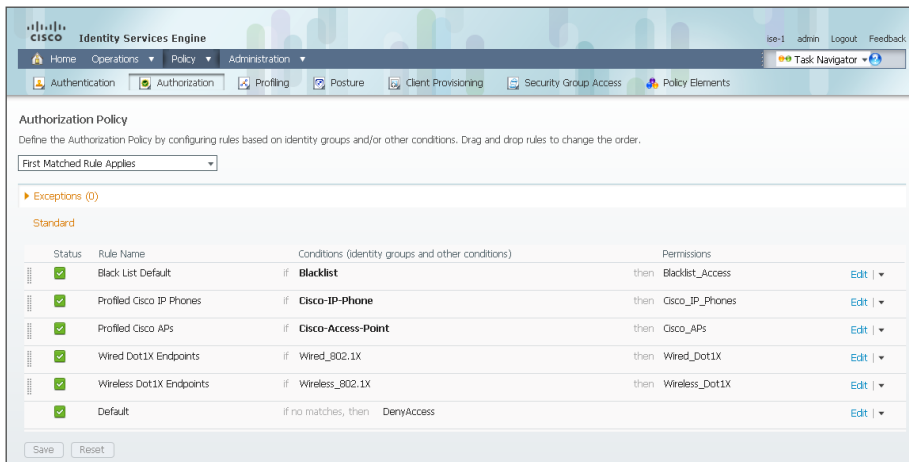 CISCO Identity Services Engine
ise-1 admin Logout Feedback
Home Operations Policy Administration
Task Navigator
Authentication Authorization Profiling Posture Client Provisioning Security Group Access Policy Elements
Authorization Policy
Define the Authorization Policy by configuring rules based on identity groups and/or other conditions. Drag and drop rules to change the order.
First Matched Rule Applies
Exceptions (0)
Standard
Status Rule Name Conditions (identity groups and other conditions) Permissions
Black List Default if Blacklist then Blacklist_Access Edit |
Profiled Cisco IP Phones if Cisco-IP-Phone then Cisco_IP_Phones Edit |
Profiled Cisco APs if Cisco-Access-Point then Cisco_APs Edit |
Wired Dot1X Endpoints if Wired_802.1X then Wired_Dot1X Edit |
Wireless Dot1X Endpoints if Wireless_802.1X then Wireless_Dot1X Edit |
Default if no matches, then DenyAccess Edit |
Save Reset